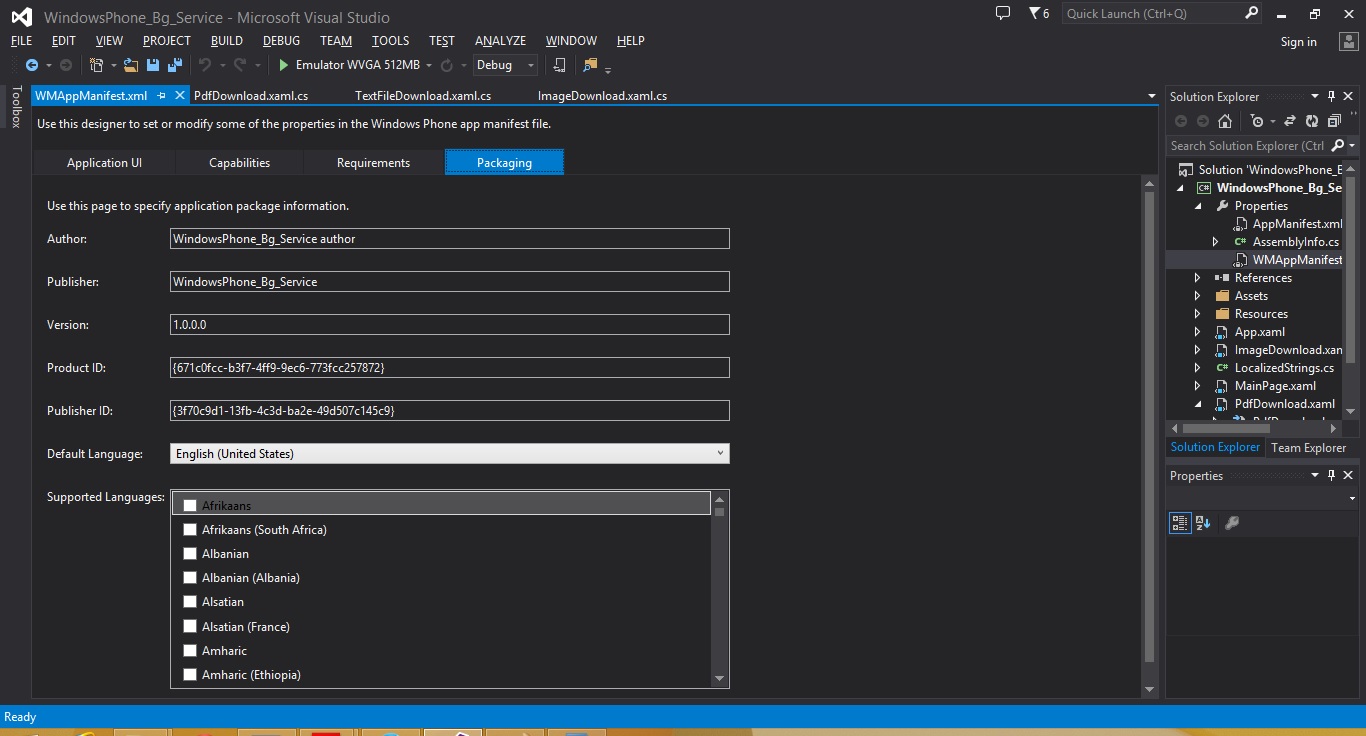 WindowsPhone_Bg_Service - Microsoft Visual Studio
6
Quick Launch (Ctrl+Q)
FILE EDIT VIEW PROJECT BUILD DEBUG TEAM TOOLS TEST ANALYZE WINDOW HELP
Sign in
Emulator WVGA 512MB
Debug
Toolbox
WMAppManifest.xml PdfDownload.xaml.cs TextFileDownload.xaml.cs ImageDownload.xaml.cs
Use this designer to set or modify some of the properties in the Windows Phone app manifest file.
Application UI Capabilities Requirements Packaging
Use this page to specify application package information.
Author: WindowsPhone_Bg_Service author
Publisher: WindowsPhone_Bg_Service
Version: 1.0.0.0
Product ID: {671c0fcc-b3f7-4ff9-9ec6-773fcc257872}
Publisher ID: {3f70c9d1-13fb-4c3d-ba2e-49d507c145c9}
Default Language: English (United States)
Supported Languages: Afrikaans
Afrikaans (South Africa)
Albanian
Albanian (Albania)
Alsatian
Alsatian (France)
Amharic
Amharic (Ethiopia)
Solution Explorer
Search Solution Explorer (Ctrl
Solution 'WindowsPhone_B
WindowsPhone_Bg_Se
Properties
AppManifest.xml
C# AssemblyInfo.cs
WMAppManifest
References
Assets
Resources
App.xaml
ImageDownload.xam
C# LocalizedStrings.cs
MainPage.xaml
PdfDownload.xaml
Solution Explorer Team Explorer
Properties
Ready